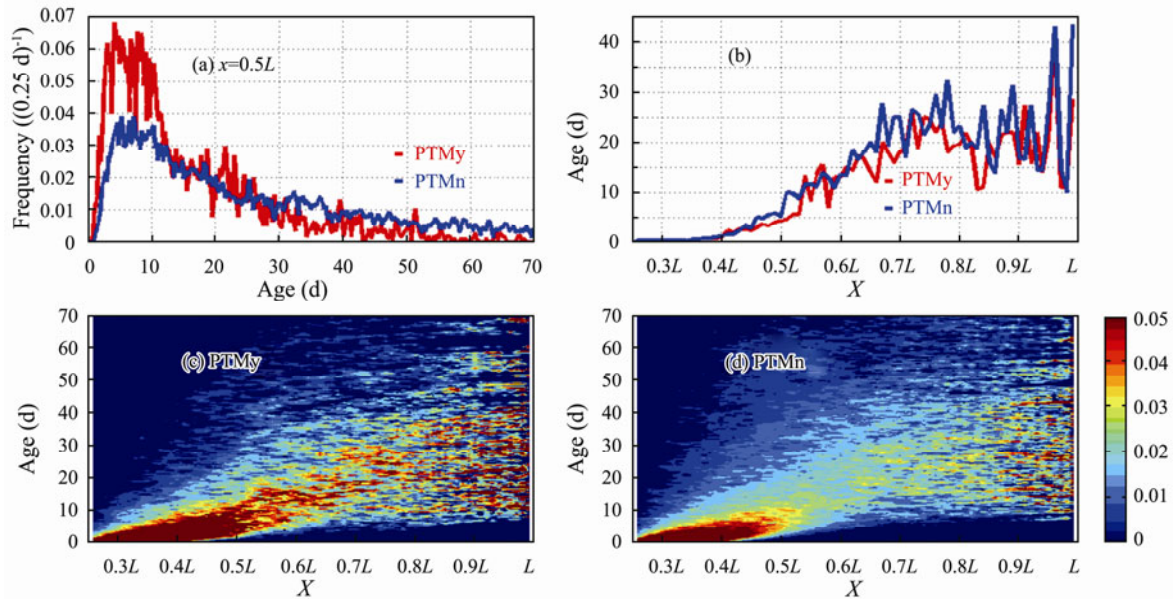 0.07
0.06
0.05
0.04
0.03
0.02
0.01
0
Frequency ((0.25 d)⁻¹)
(a) x=0.5L
PTMy
PTMn
0 10 20 30 40 50 60 70
Age (d)
40
30
20
10
0
Age (d)
(b)
PTMy
PTMn
0.3L 0.4L 0.5L 0.6L 0.7L 0.8L 0.9L L
X
70
60
50
40
30
20
10
0
Age (d)
(c) PTMy
0.3L 0.4L 0.5L 0.6L 0.7L 0.8L 0.9L L
X
70
60
50
40
30
20
10
0
Age (d)
(d) PTMn
0.3L 0.4L 0.5L 0.6L 0.7L 0.8L 0.9L L
X
0.05
0.04
0.03
0.02
0.01
0